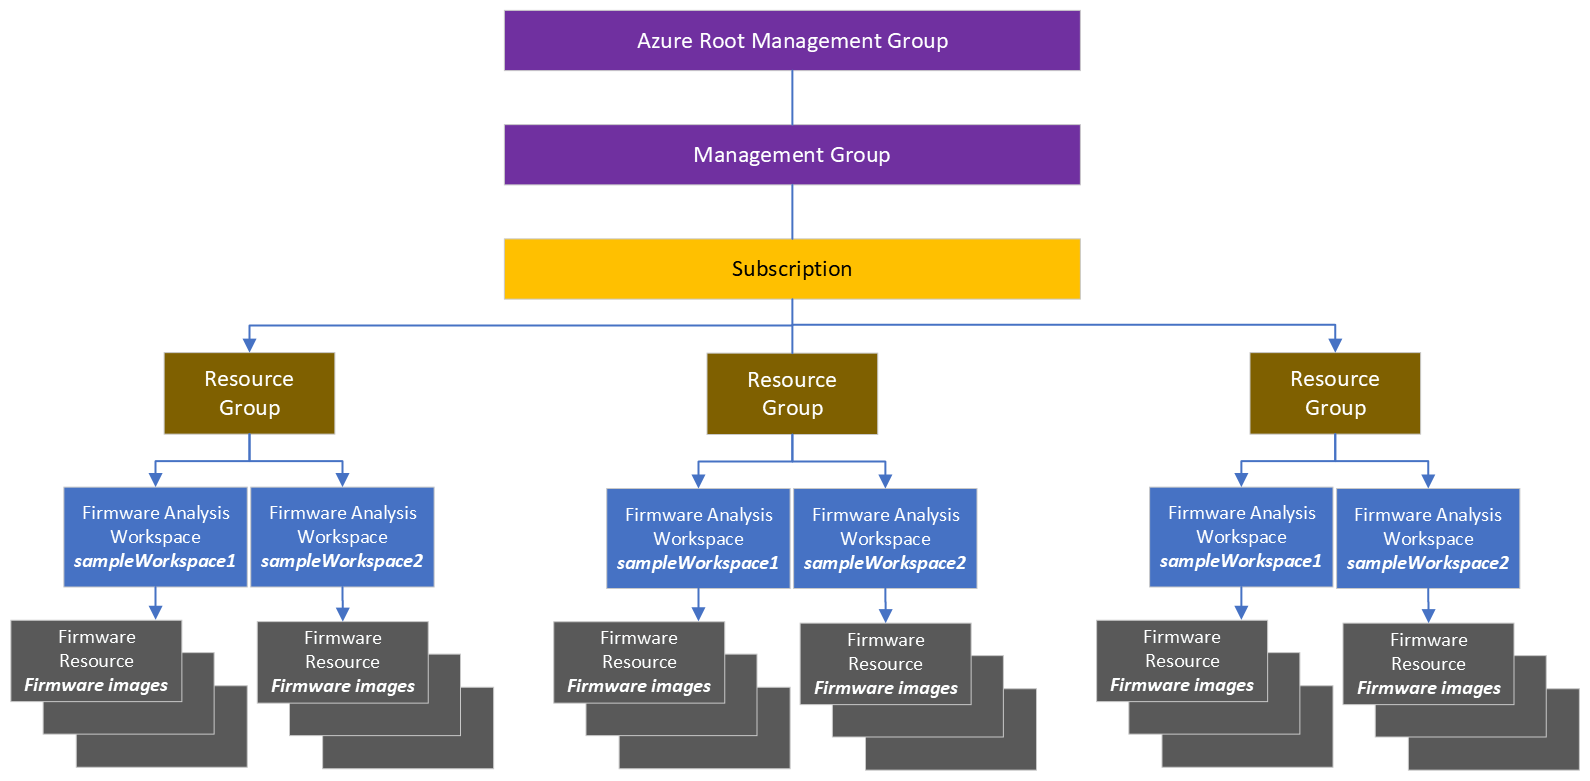 Azure Root Management Group
Management Group
Subscription
Resource
Group
Resource
Group
Resource
Group
Firmware Analysis
Workspace
sampleWorkspace1
Firmware Analysis
Workspace
sampleWorkspace2
Firmware Analysis
Workspace
sampleWorkspace1
Firmware Analysis
Workspace
sampleWorkspace2
Firmware Analysis
Workspace
sampleWorkspace1
Firmware Analysis
Workspace
sampleWorkspace2
Firmware
Resource
Firmware images
Firmware
Resource
Firmware images
Firmware
Resource
Firmware images
Firmware
Resource
Firmware images
Firmware
Resource
Firmware images
Firmware
Resource
Firmware images